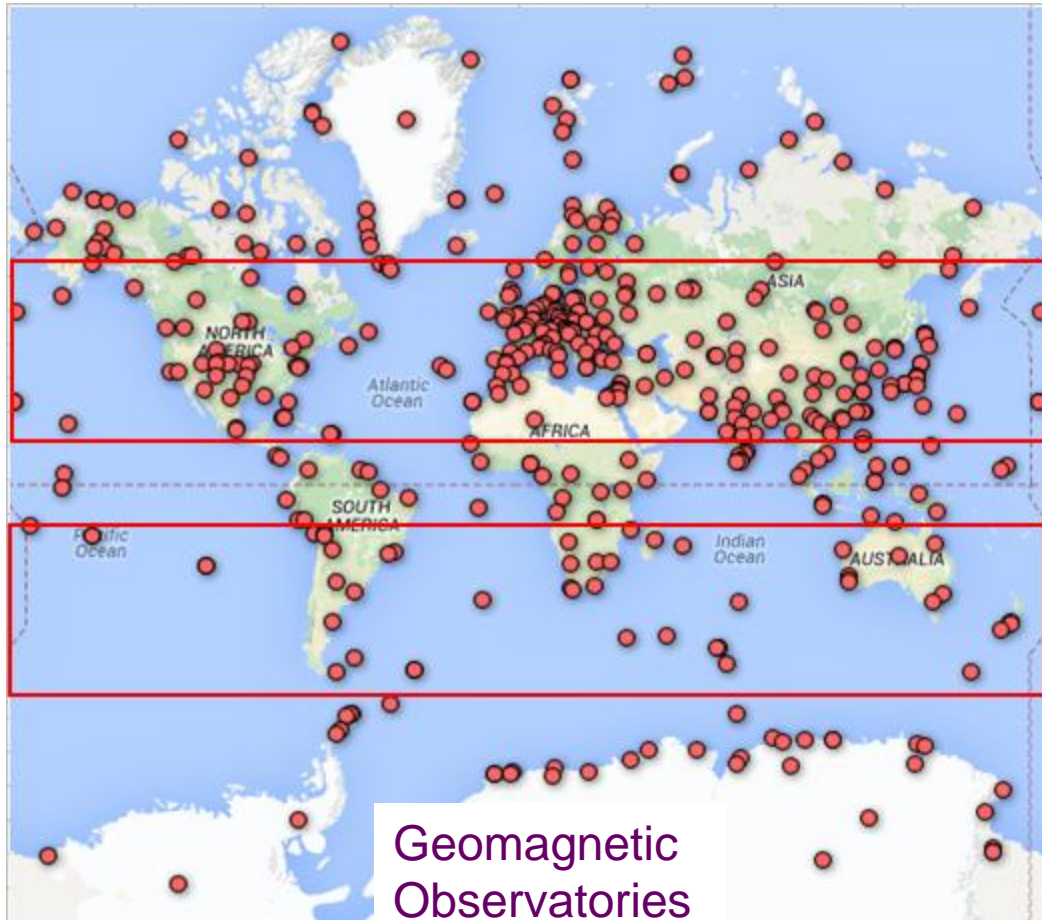 ASIA
NORTH
AMERICA
Atlantic
Ocean
AFRICA
SOUTH
AMERICA
Pacific
Ocean
Indian
Ocean
AUSTRALIA
Geomagnetic
Observatories